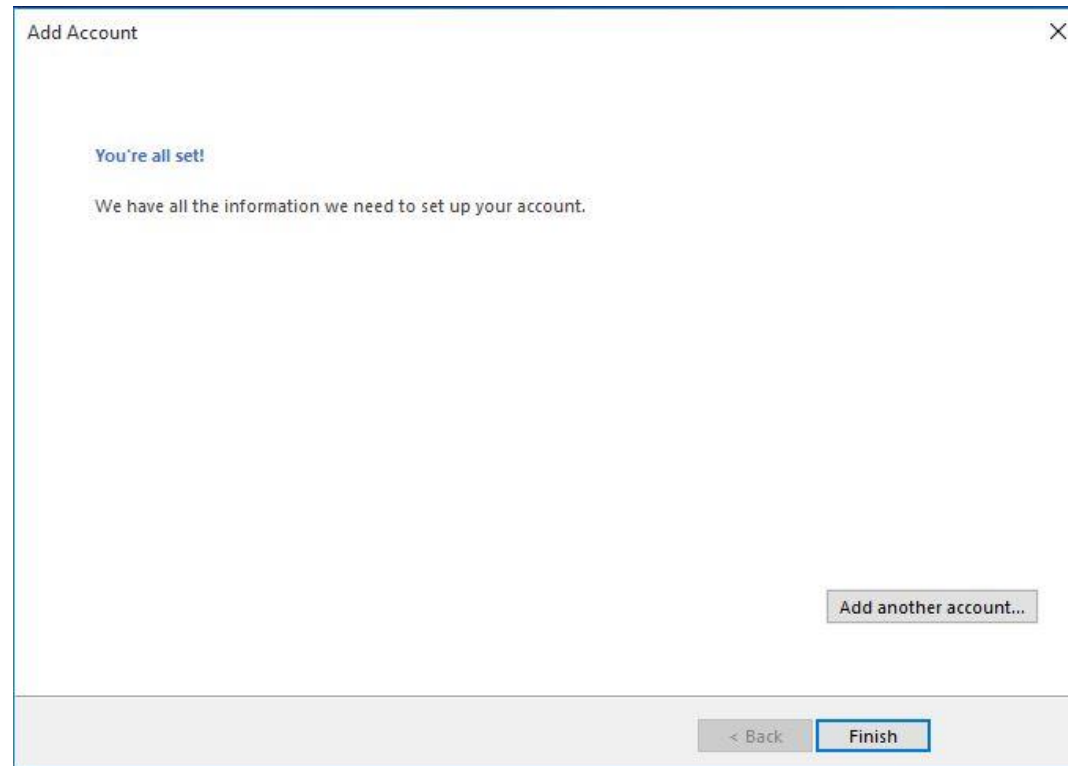 Add Account
You're all set!
We have all the information we need to set up your account.
Add another account...
< Back
Finish